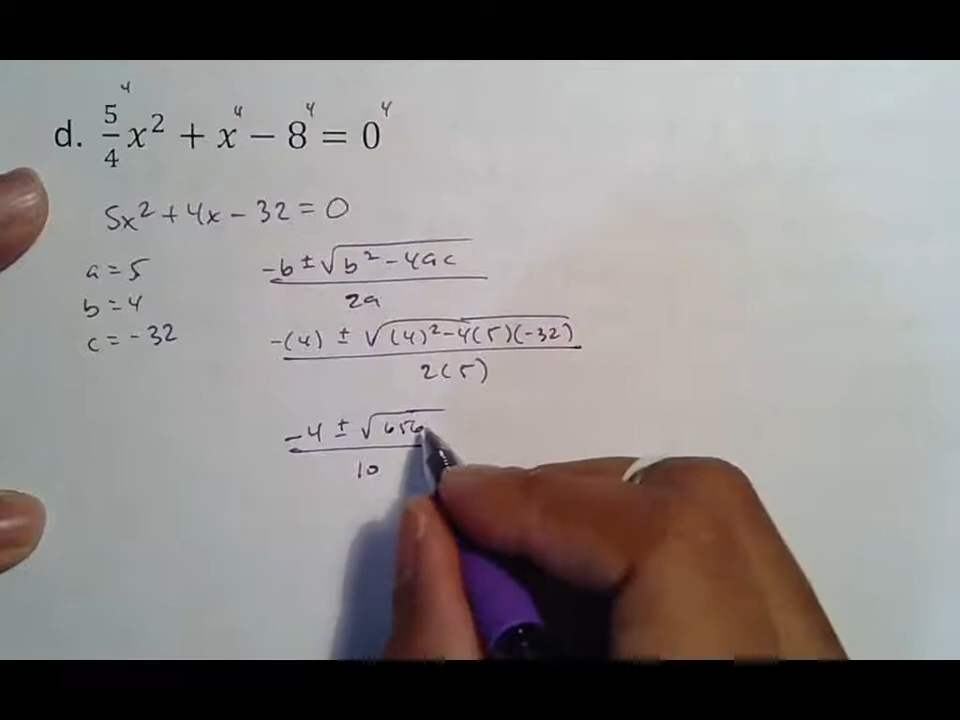 d. 5/4 ⁴ x² + x ⁴ − 8 ⁴ = 0 ⁴
5x² + 4x − 32 = 0
a = 5
b = 4
c = −32
−b ± √(b² − 4ac)
2a
−(4) ± √((4)² − 4(5)(−32))
2(5)
−4 ± √656
10